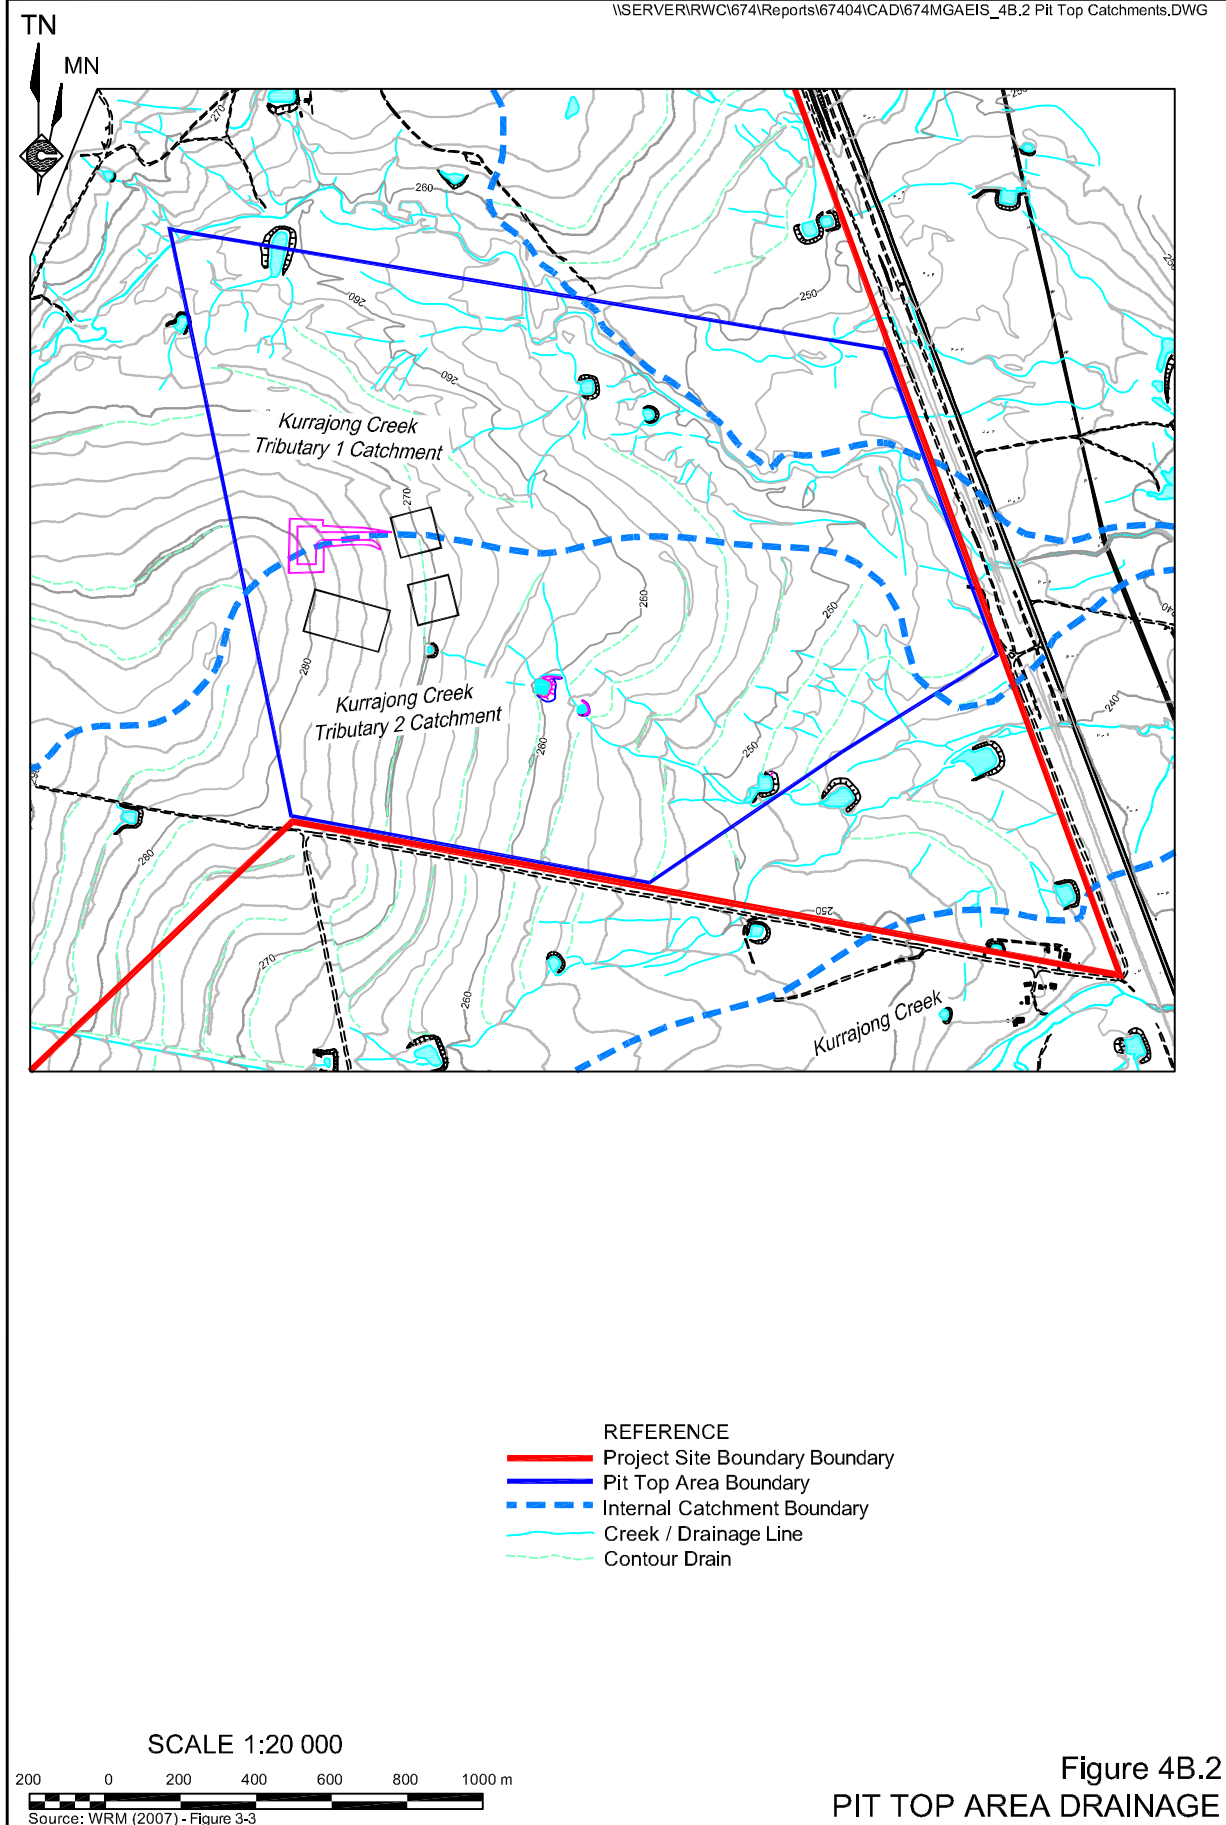 \\SERVER\RWC\674\Reports\67404\CAD\674MGAEIS_4B.2 Pit Top Catchments.DWG
TN
MN
270
260
250
250
260
260
Kurrajong Creek
Tributary 1 Catchment
270
260
250
240
240
280
Kurrajong Creek
Tributary 2 Catchment
260
250
280
250
270
260
Kurrajong Creek
REFERENCE
Project Site Boundary Boundary
Pit Top Area Boundary
Internal Catchment Boundary
Creek / Drainage Line
Contour Drain
SCALE 1:20 000
200 0 200 400 600 800 1000 m
Source: WRM (2007) - Figure 3-3
Figure 4B.2
PIT TOP AREA DRAINAGE